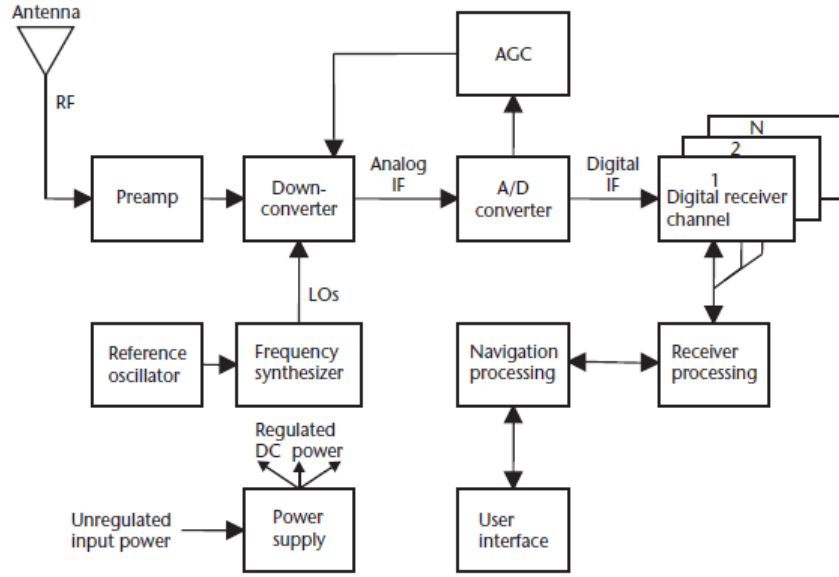 Antenna
RF
AGC
N
2
1
Digital receiver
channel
Preamp
Down-
converter
Analog
IF
A/D
converter
Digital
IF
LOs
Reference
oscillator
Frequency
synthesizer
Navigation
processing
Receiver
processing
Regulated
DC power
Unregulated
input power
Power
supply
User
interface